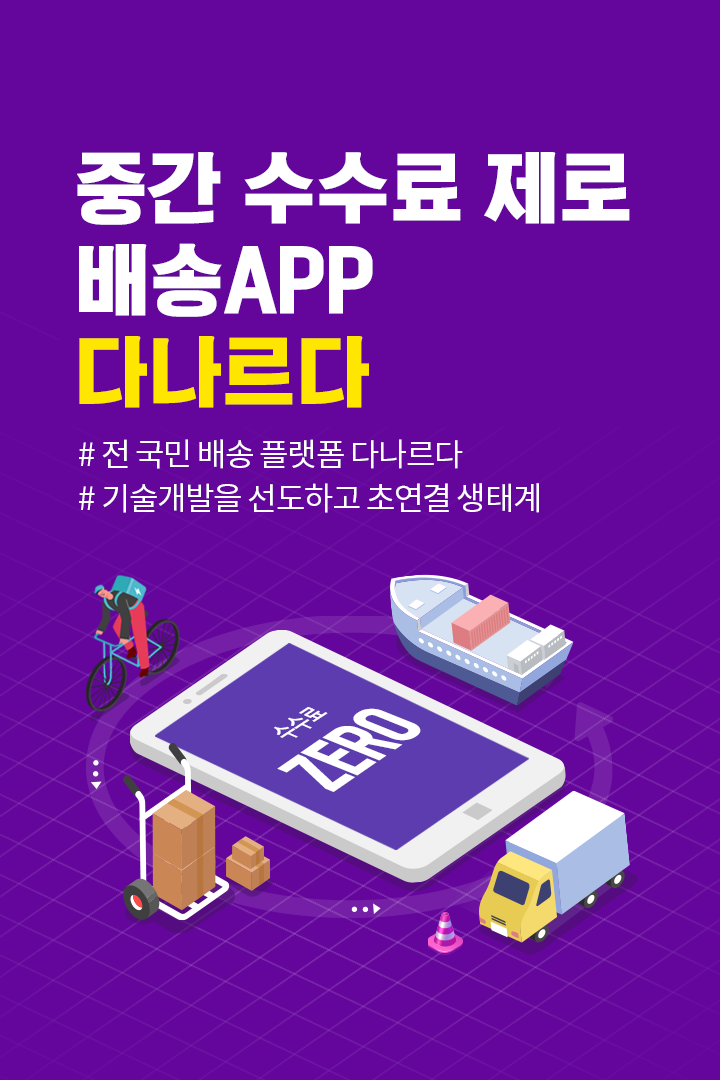 중간 수수료 제로
배송APP
다나르다
# 전 국민 배송 플랫폼 다나르다
# 기술개발을 선도하고 초연결 생태계
수수료
ZERO